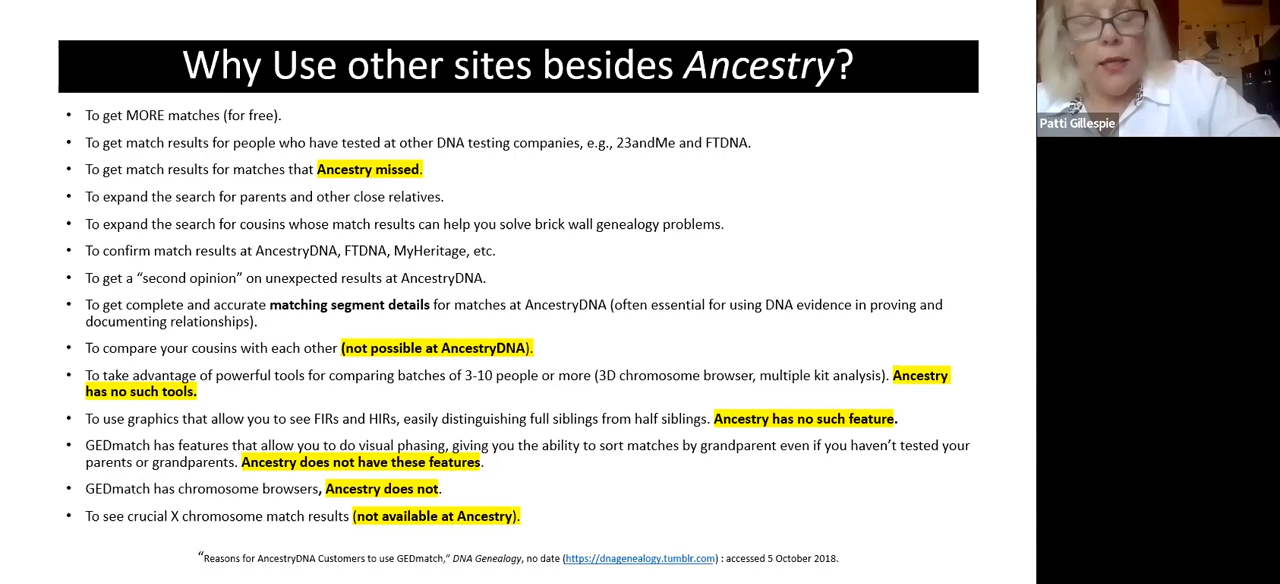 Why Use other sites besides Ancestry?
• To get MORE matches (for free).
• To get match results for people who have tested at other DNA testing companies, e.g., 23andMe and FTDNA.
• To get match results for matches that Ancestry missed.
• To expand the search for parents and other close relatives.
• To expand the search for cousins whose match results can help you solve brick wall genealogy problems.
• To confirm match results at AncestryDNA, FTDNA, MyHeritage, etc.
• To get a “second opinion” on unexpected results at AncestryDNA.
• To get complete and accurate matching segment details for matches at AncestryDNA (often essential for using DNA evidence in proving and
documenting relationships).
• To compare your cousins with each other (not possible at AncestryDNA).
• To take advantage of powerful tools for comparing batches of 3-10 people or more (3D chromosome browser, multiple kit analysis). Ancestry
has no such tools.
• To use graphics that allow you to see FIRs and HIRs, easily distinguishing full siblings from half siblings. Ancestry has no such feature.
• GEDmatch has features that allow you to do visual phasing, giving you the ability to sort matches by grandparent even if you haven’t tested your
parents or grandparents. Ancestry does not have these features.
• GEDmatch has chromosome browsers, Ancestry does not.
• To see crucial X chromosome match results (not available at Ancestry).
“Reasons for AncestryDNA Customers to use GEDmatch,” DNA Genealogy, no date (https://dnagenealogy.tumblr.com) : accessed 5 October 2018.
Patti Gillespie